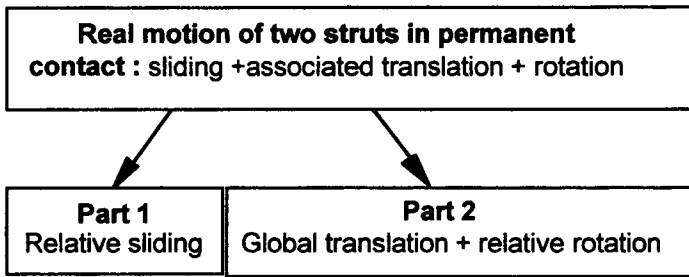 Real motion of two struts in permanent
contact : sliding +associated translation + rotation
Part 1
Relative sliding
Part 2
Global translation + relative rotation